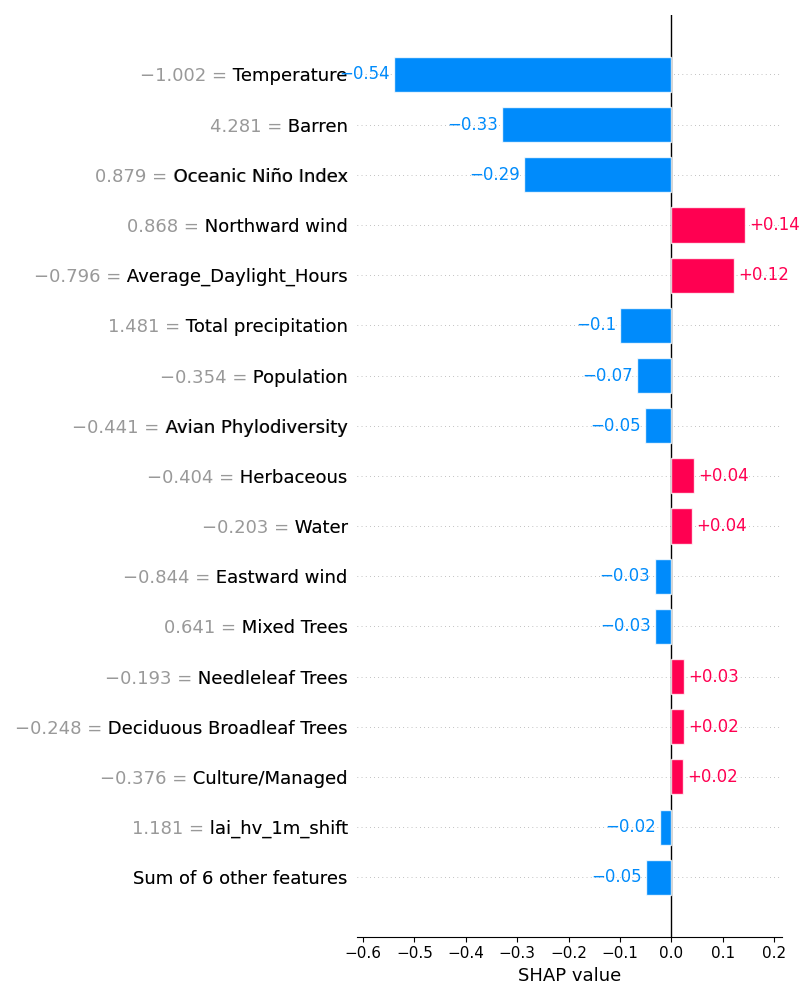 −1.002 = Temperature −0.54
4.281 = Barren −0.33
0.879 = Oceanic Niño Index −0.29
0.868 = Northward wind +0.14
−0.796 = Average_Daylight_Hours +0.12
1.481 = Total precipitation −0.1
−0.354 = Population −0.07
−0.441 = Avian Phylodiversity −0.05
−0.404 = Herbaceous +0.04
−0.203 = Water +0.04
−0.844 = Eastward wind −0.03
0.641 = Mixed Trees −0.03
−0.193 = Needleleaf Trees +0.03
−0.248 = Deciduous Broadleaf Trees +0.02
−0.376 = Culture/Managed +0.02
1.181 = lai_hv_1m_shift −0.02
Sum of 6 other features −0.05
−0.6 −0.5 −0.4 −0.3 −0.2 −0.1 0.0 0.1 0.2
SHAP value